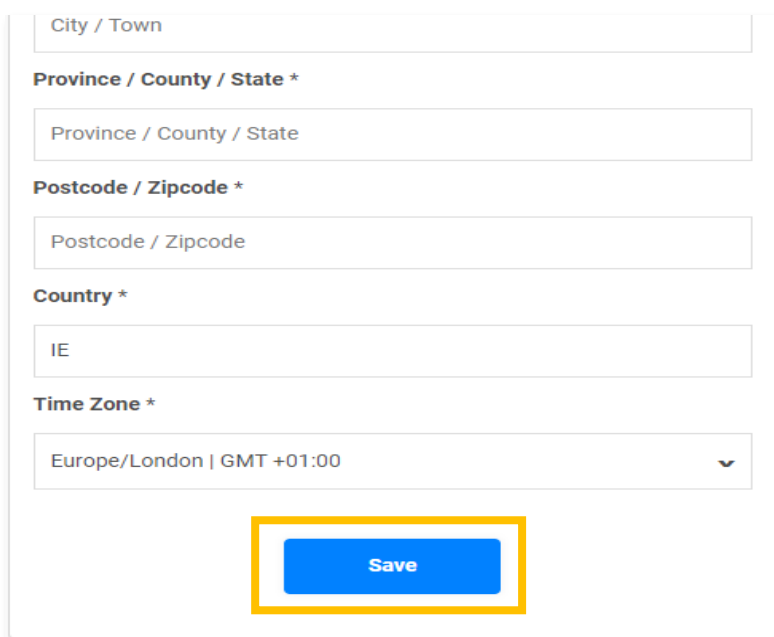 City / Town
Province / County / State *
Province / County / State
Postcode / Zipcode *
Postcode / Zipcode
Country *
IE
Time Zone *
Europe/London | GMT +01:00
Save